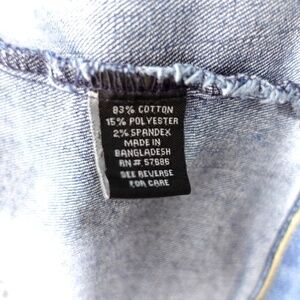 83% COTTON
15% POLYESTER
2% SPANDEX
MADE IN
BANGLADESH
RN# 57686
SEE REVERSE
FOR CARE